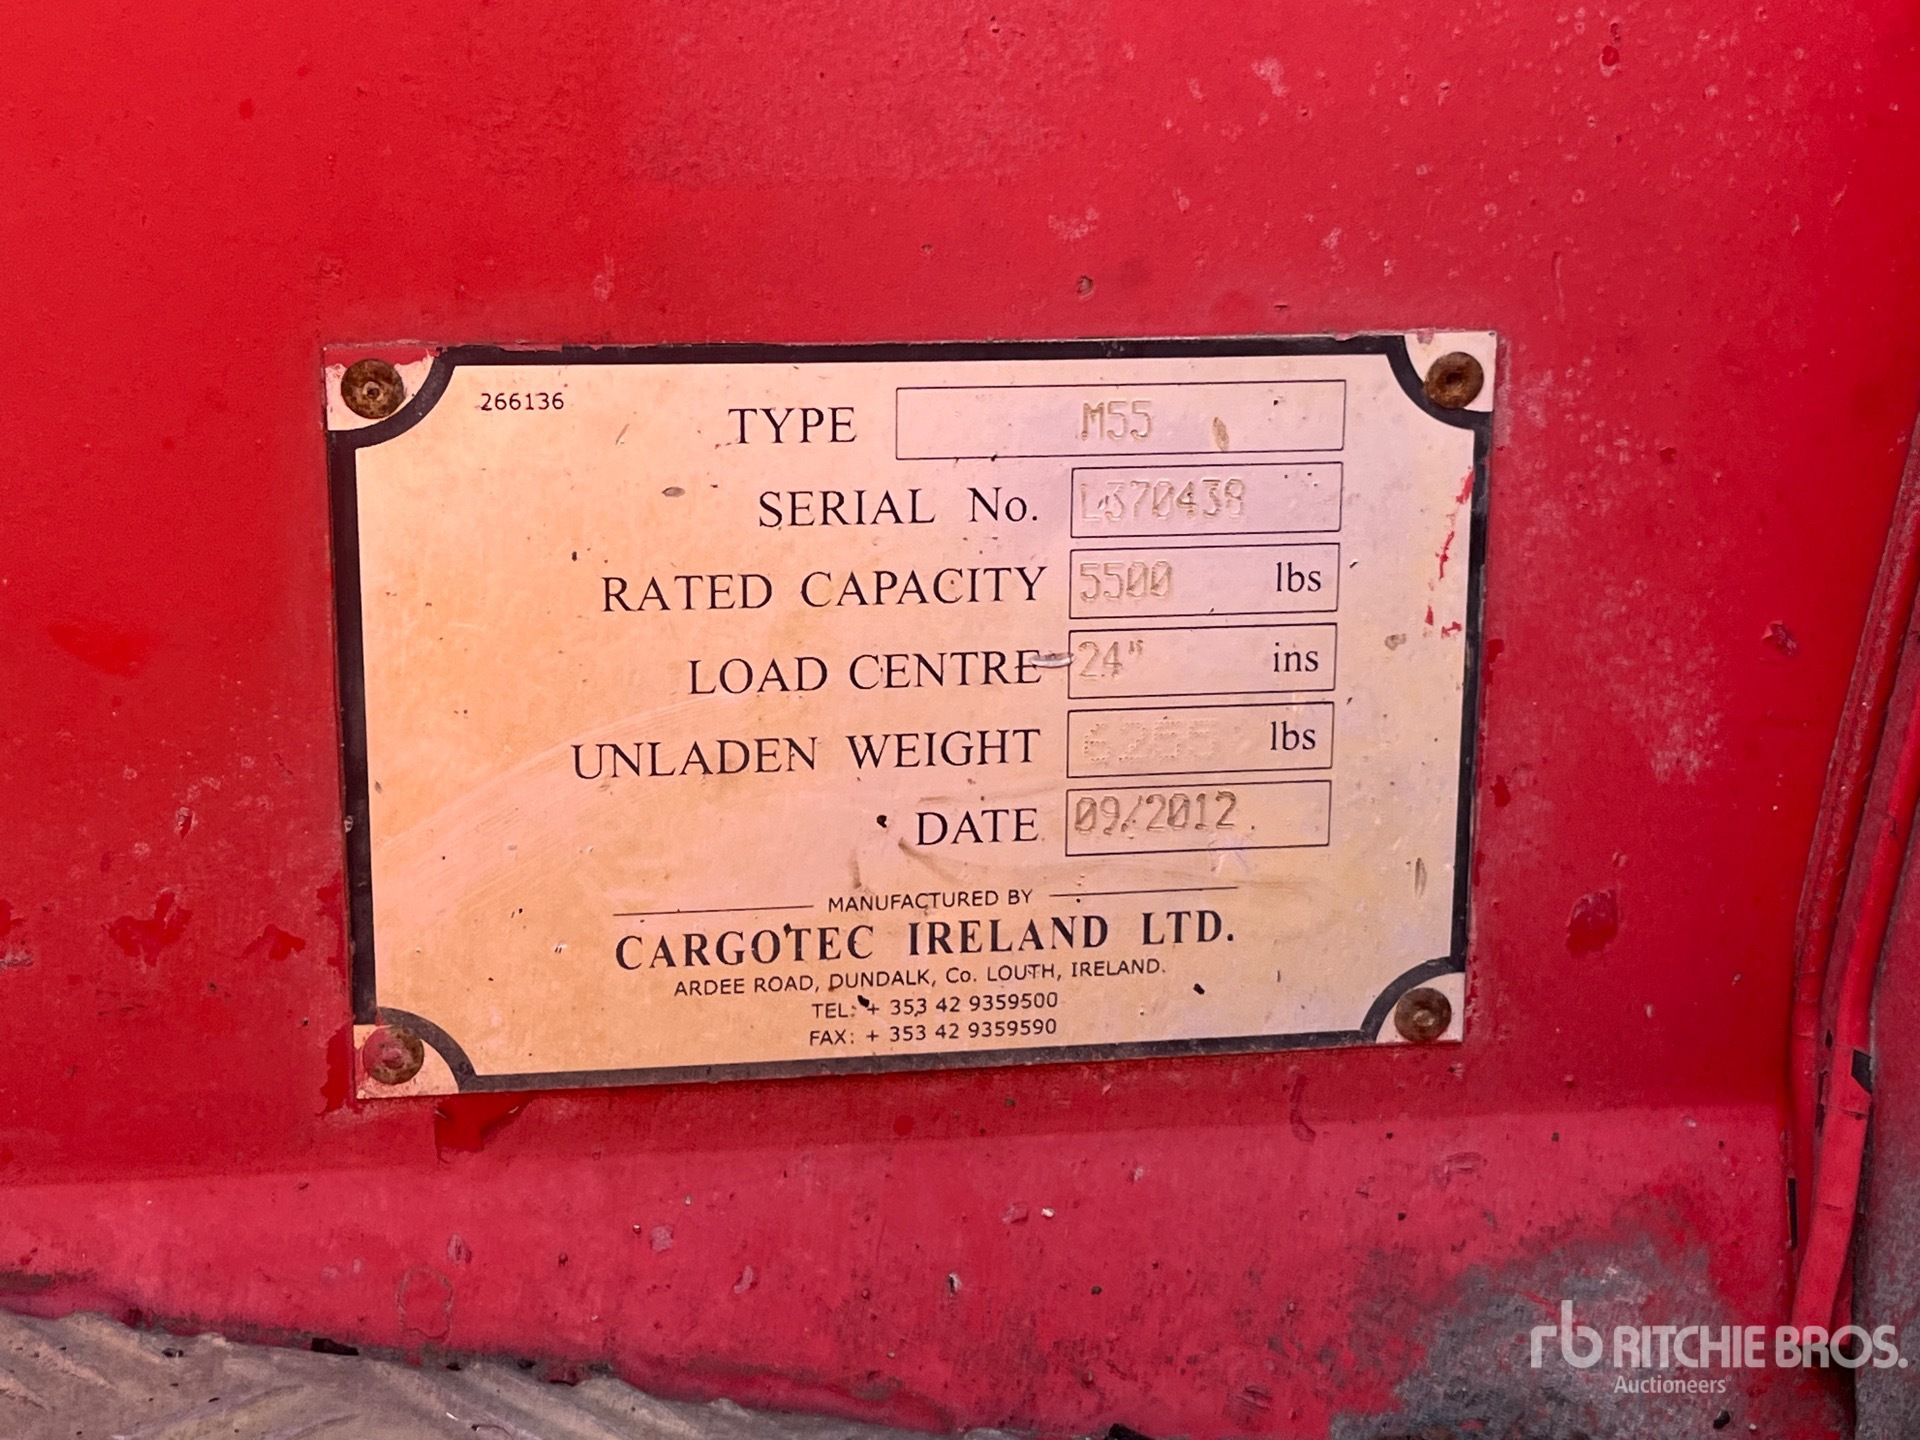 266136
TYPE M55
SERIAL No. L370438
RATED CAPACITY 5500 lbs
LOAD CENTRE 24" ins
UNLADEN WEIGHT lbs
DATE 09/2012
MANUFACTURED BY
CARGOTEC IRELAND LTD.
ARDEE ROAD, DUNDALK, Co. LOUTH, IRELAND.
TEL: + 353 42 9359500
FAX: + 353 42 9359590
rb RITCHIE BROS.
Auctioneers